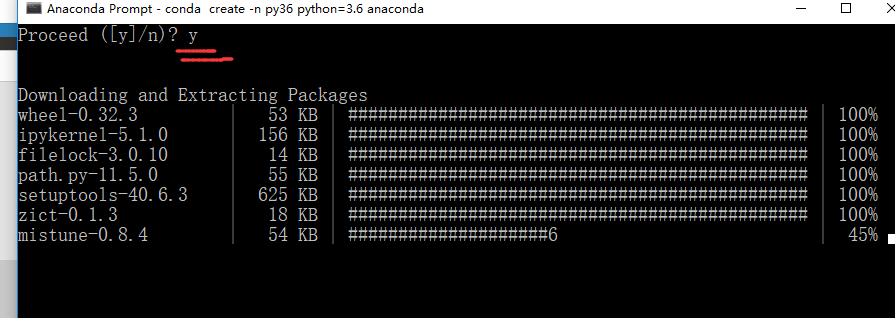 Anaconda Prompt - conda  create -n py36 python=3.6 anaconda
Proceed ([y]/n)? y
Downloading and Extracting Packages
wheel-0.32.3         |  53 KB | ############################################## | 100%
ipykernel-5.1.0      | 156 KB | ############################################## | 100%
filelock-3.0.10      |  14 KB | ############################################## | 100%
path.py-11.5.0       |  55 KB | ############################################## | 100%
setuptools-40.6.3    | 625 KB | ############################################## | 100%
zict-0.1.3           |  18 KB | ############################################## | 100%
mistune-0.8.4        |  54 KB | ####################6                          |  45%